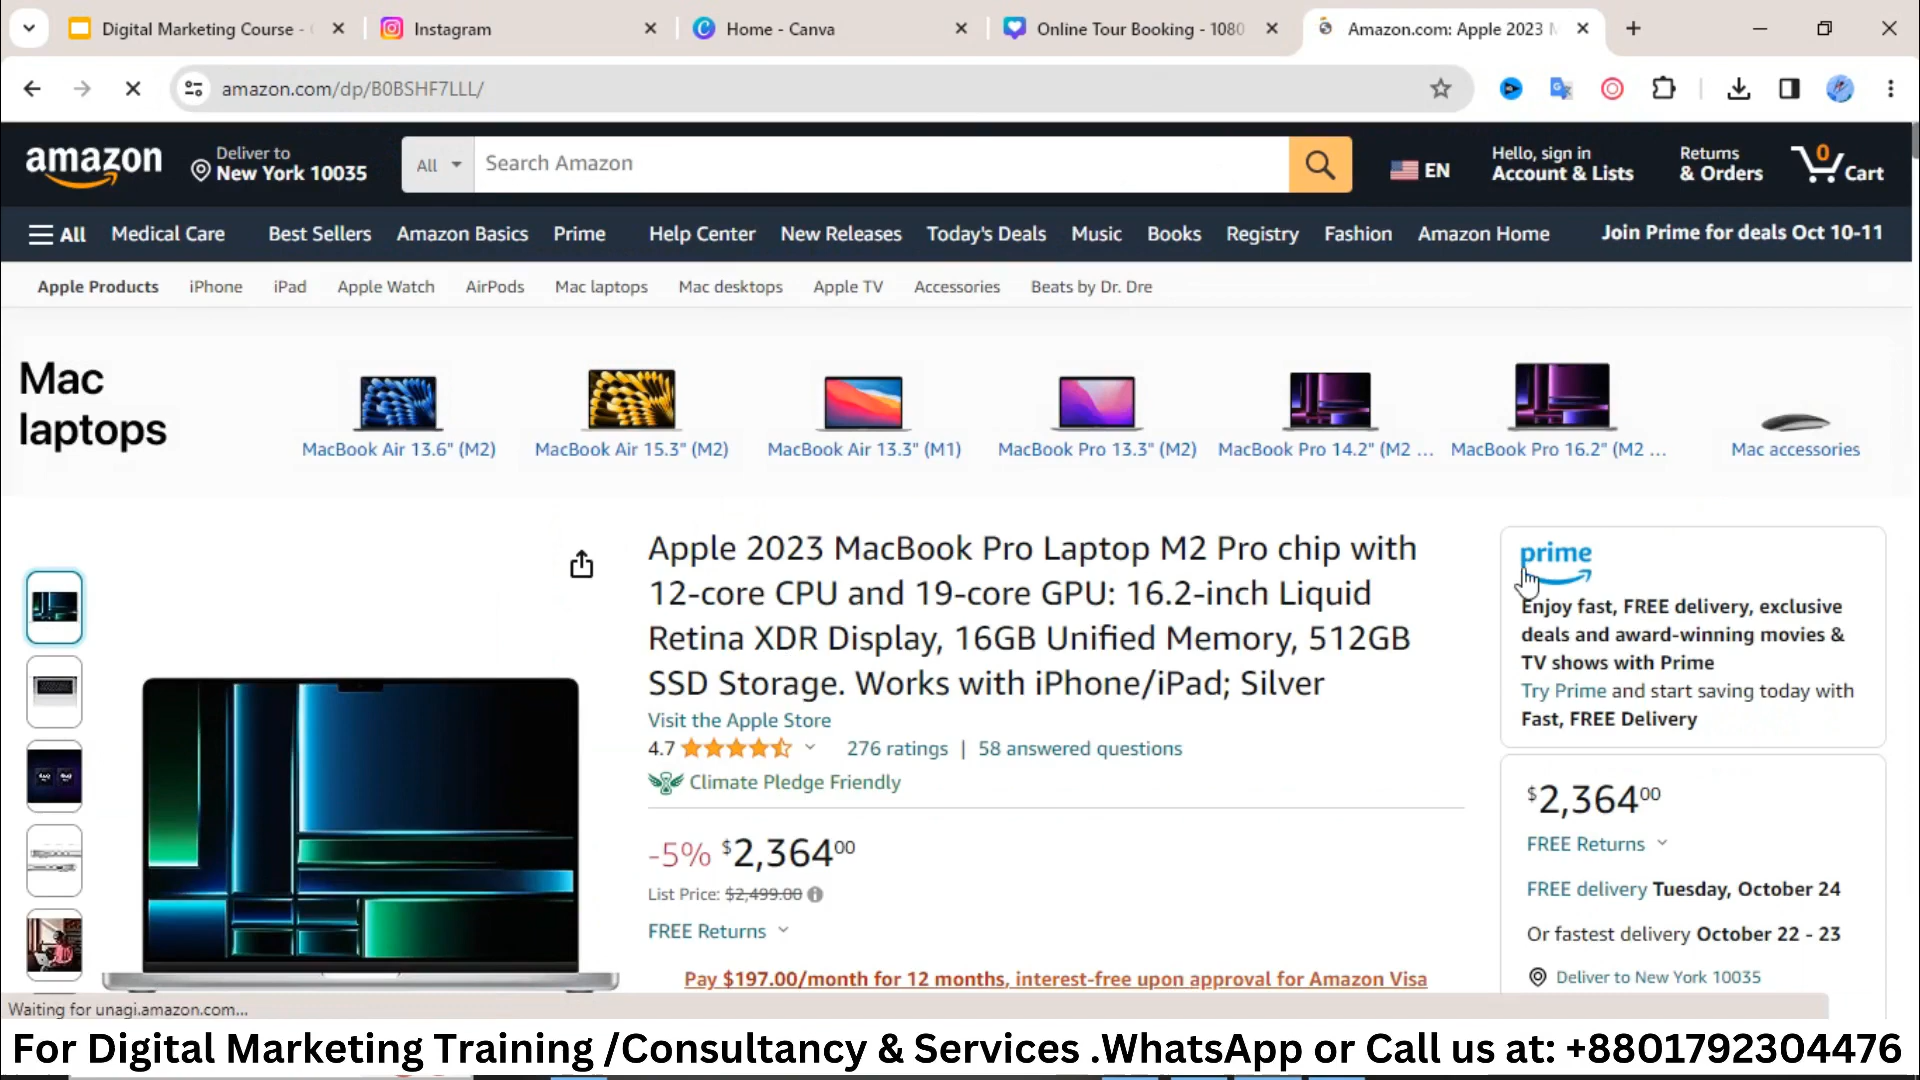 Digital Marketing Course -
Instagram
Home - Canva
Online Tour Booking - 1080
Amazon.com: Apple 2023 M
amazon.com/dp/B0BSHF7LLL/
amazon
Deliver to
New York 10035
All
Search Amazon
EN
Hello, sign in
Account & Lists
Returns
& Orders
0
Cart
All
Medical Care
Best Sellers
Amazon Basics
Prime
Help Center
New Releases
Today's Deals
Music
Books
Registry
Fashion
Amazon Home
Join Prime for deals Oct 10-11
Apple Products
iPhone
iPad
Apple Watch
AirPods
Mac laptops
Mac desktops
Apple TV
Accessories
Beats by Dr. Dre
Mac
laptops
MacBook Air 13.6" (M2)
MacBook Air 15.3" (M2)
MacBook Air 13.3" (M1)
MacBook Pro 13.3" (M2)
MacBook Pro 14.2" (M2 ...
MacBook Pro 16.2" (M2 ...
Mac accessories
Apple 2023 MacBook Pro Laptop M2 Pro chip with
12-core CPU and 19-core GPU: 16.2-inch Liquid
Retina XDR Display, 16GB Unified Memory, 512GB
SSD Storage. Works with iPhone/iPad; Silver
Visit the Apple Store
4.7
276 ratings | 58 answered questions
Climate Pledge Friendly
-5% $2,36400
List Price: $2,499.00
FREE Returns
Pay $197.00/month for 12 months, interest-free upon approval for Amazon Visa
prime
Enjoy fast, FREE delivery, exclusive
deals and award-winning movies &
TV shows with Prime
Try Prime and start saving today with
Fast, FREE Delivery
$2,36400
FREE Returns
FREE delivery Tuesday, October 24
Or fastest delivery October 22 - 23
Deliver to New York 10035
Waiting for unagi.amazon.com...
For Digital Marketing Training /Consultancy & Services .WhatsApp or Call us at: +8801792304476